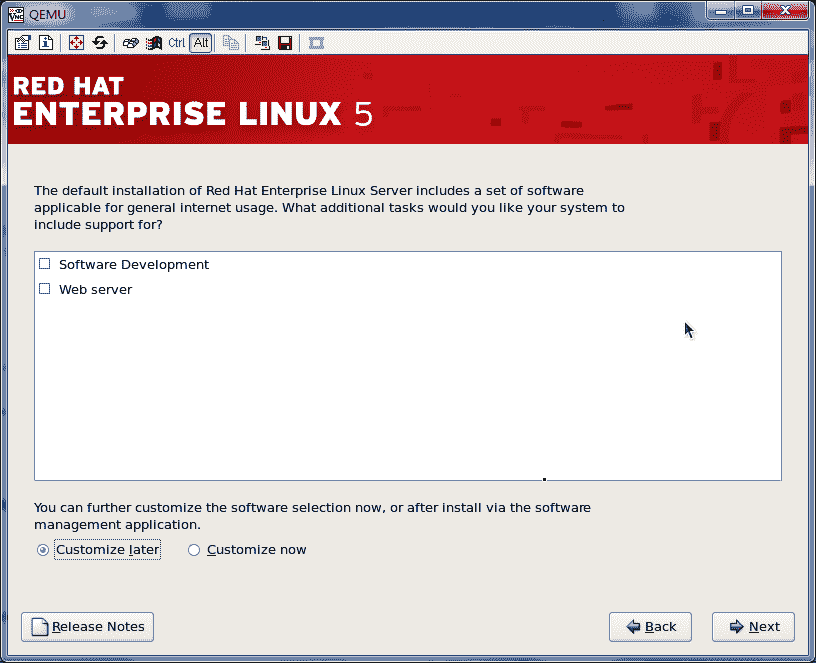 QEMU
Ctrl Alt
RED HAT
ENTERPRISE LINUX 5
The default installation of Red Hat Enterprise Linux Server includes a set of software
applicable for general internet usage. What additional tasks would you like your system to
include support for?
Software Development
Web server
You can further customize the software selection now, or after install via the software
management application.
Customize later Customize now
Release Notes Back Next